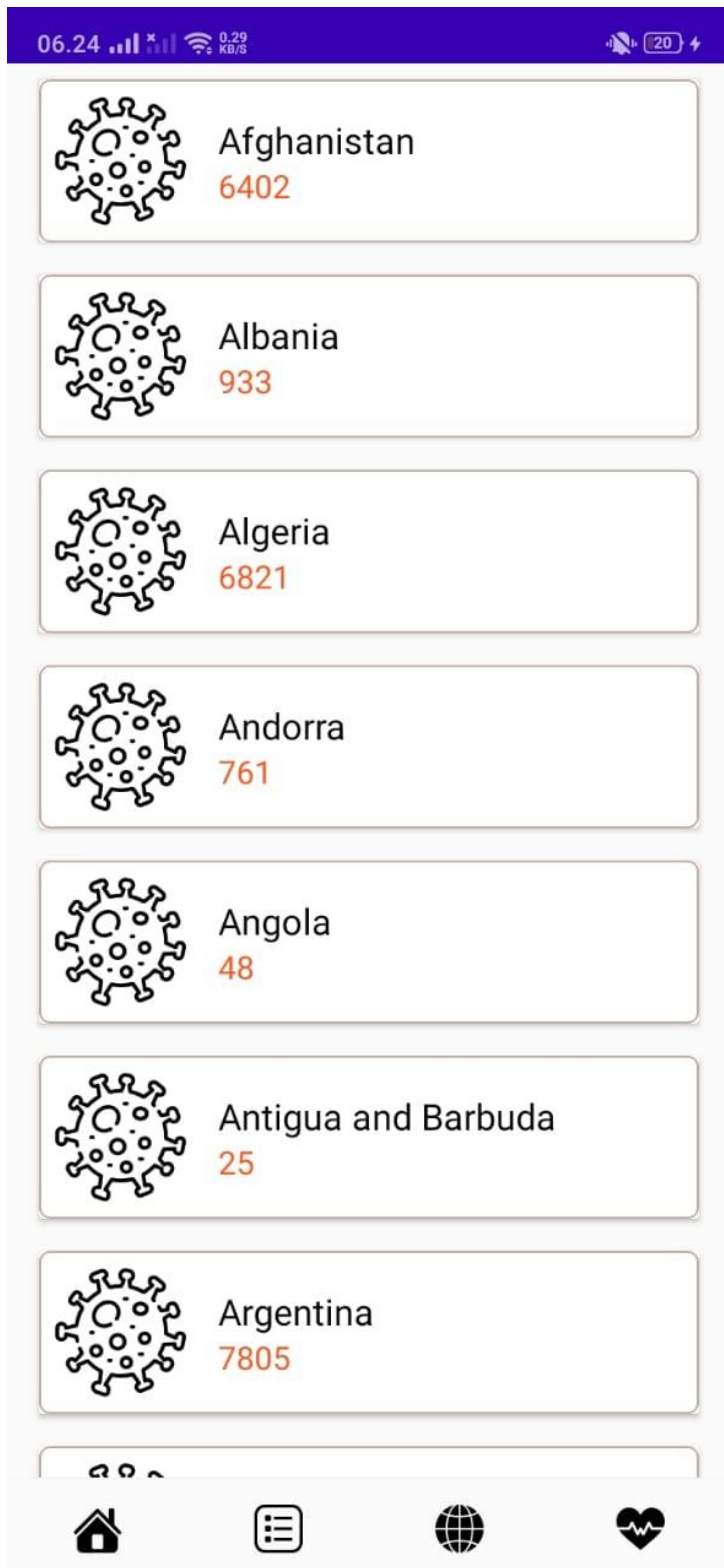 06.24
0.29
KB/S
20
Afghanistan
6402
Albania
933
Algeria
6821
Andorra
761
Angola
48
Antigua and Barbuda
25
Argentina
7805